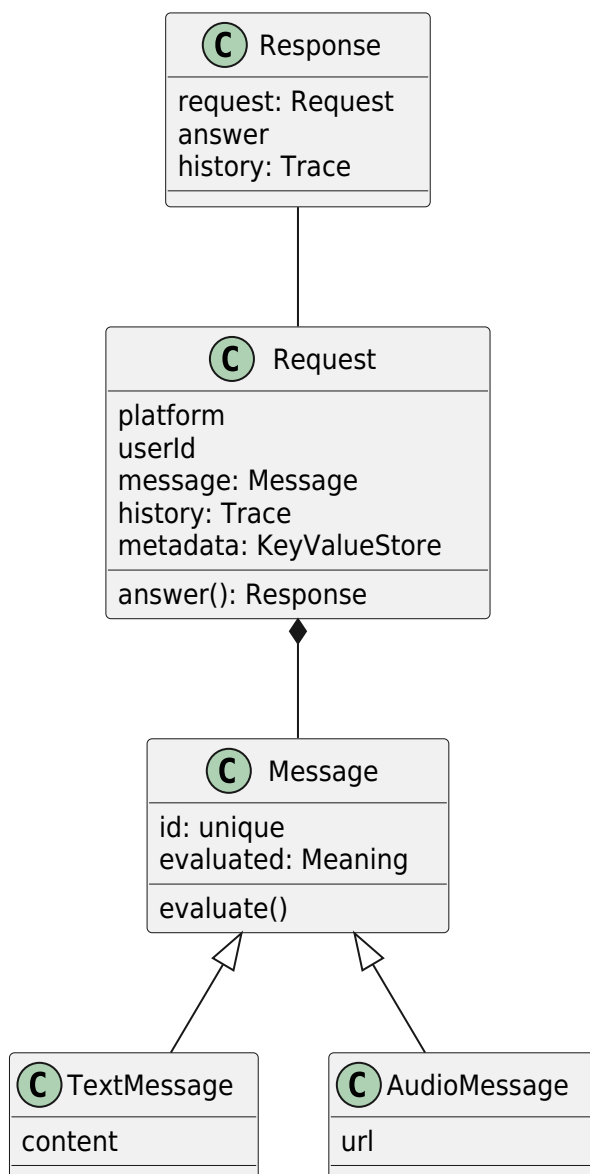 C Response
request: Request
answer
history: Trace
C Request
platform
userId
message: Message
history: Trace
metadata: KeyValueStore
answer(): Response
C Message
id: unique
evaluated: Meaning
evaluate()
C TextMessage
content
C AudioMessage
url